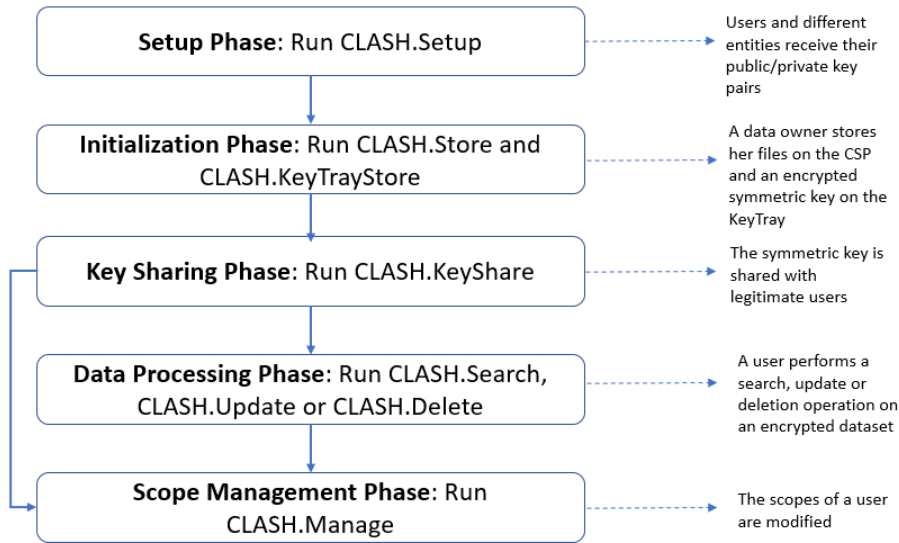 Setup Phase: Run CLASH.Setup
Users and different
entities receive their
public/private key
pairs
Initialization Phase: Run CLASH.Store and
CLASH.KeyTrayStore
A data owner stores
her files on the CSP
and an encrypted
symmetric key on the
KeyTray
Key Sharing Phase: Run CLASH.KeyShare
The symmetric key is
shared with
legitimate users
Data Processing Phase: Run CLASH.Search,
CLASH.Update or CLASH.Delete
A user performs a
search, update or
deletion operation on
an encrypted dataset
Scope Management Phase: Run
CLASH.Manage
The scopes of a user
are modified